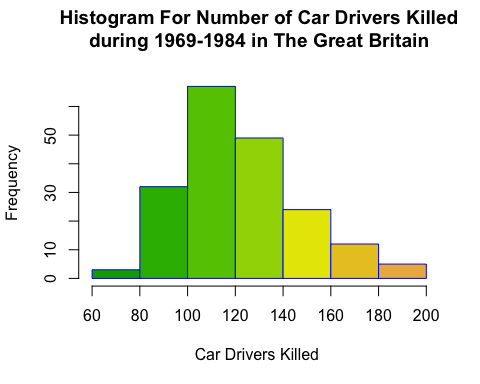 Histogram For Number of Car Drivers Killed
during 1969-1984 in The Great Britain
Frequency
50
30
10
0
60 80 100 120 140 160 180 200
Car Drivers Killed